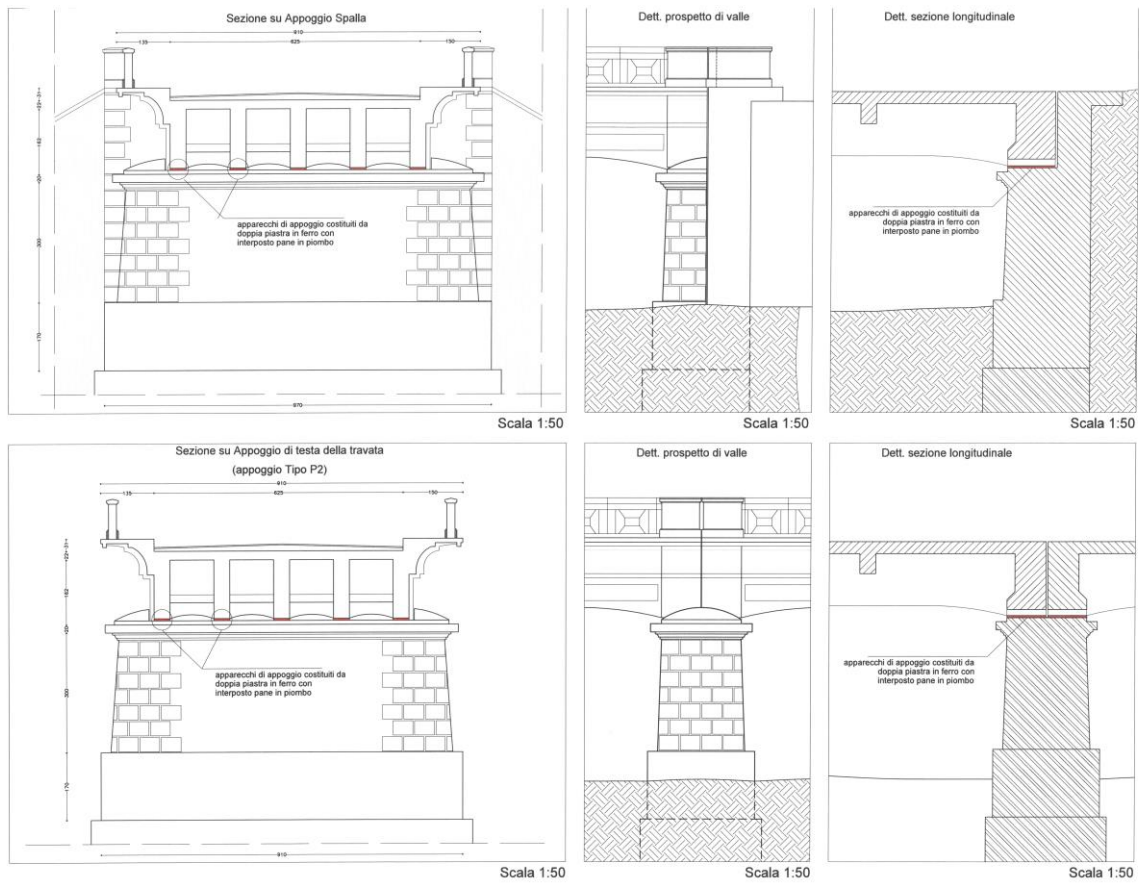 Sezione su Appoggio Spalla
910
135
625
150
apparecchi di appoggio costituiti da
doppia piastra in ferro con
interposto pane in piombo
300
170
970
Scala 1:50
Dett. prospetto di valle
Scala 1:50
Dett. sezione longitudinale
apparecchi di appoggio costituiti da
doppia piastra in ferro con
interposto pane in piombo
Scala 1:50
Sezione su Appoggio di testa della travata
(appoggio Tipo P2)
910
135
625
150
apparecchi di appoggio costituiti da
doppia piastra in ferro con
interposto pane in piombo
300
170
910
Scala 1:50
Dett. prospetto di valle
Scala 1:50
Dett. sezione longitudinale
apparecchi di appoggio costituiti da
doppia piastra in ferro con
interposto pane in piombo
Scala 1:50